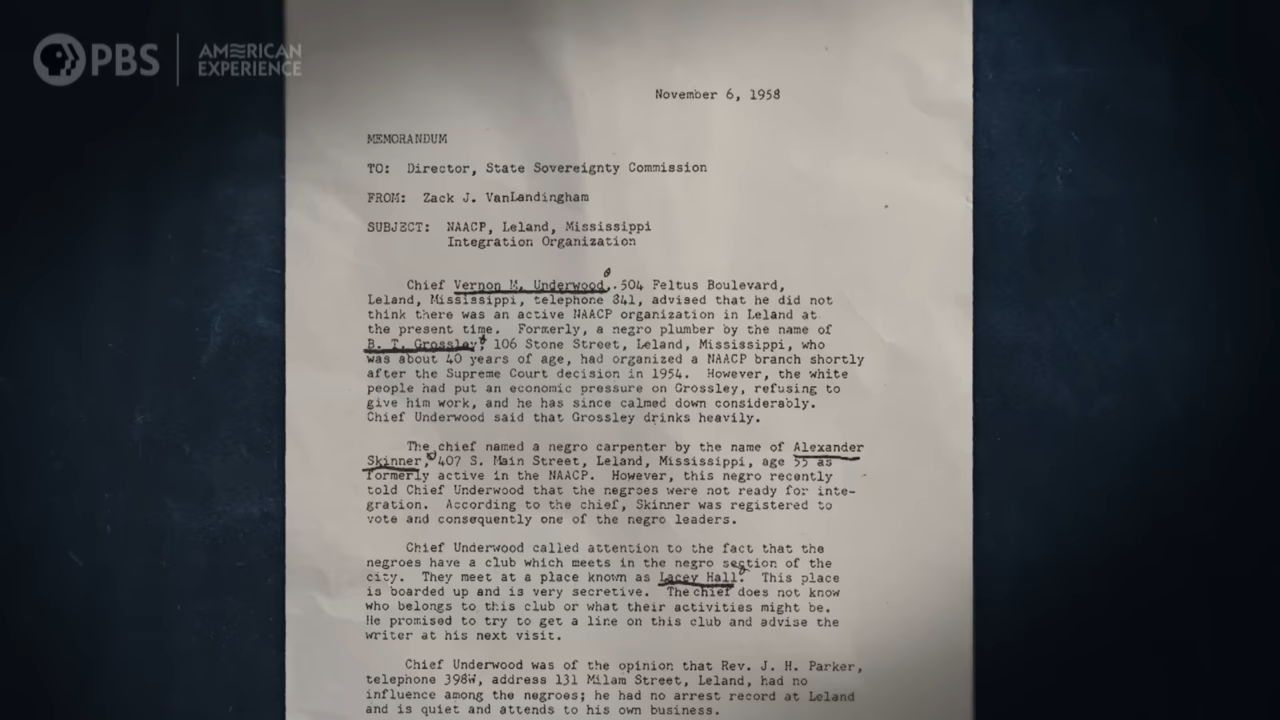 PBS
AMERICAN
EXPERIENCE
November 6, 1958
MEMORANDUM
TO: Director, State Sovereignty Commission
FROM: Zack J. VanLandingham
SUBJECT: NAACP, Leland, Mississippi
Integration Organization
Chief Vernon M. Underwood, 504 Feltus Boulevard,
Leland, Mississippi, telephone 841, advised that he did not
think there was an active NAACP organization in Leland at
the present time. Formerly, a negro plumber by the name of
B. T. Grossley, 106 Stone Street, Leland, Mississippi, who
was about 40 years of age, had organized a NAACP branch shortly
after the Supreme Court decision in 1954. However, the white
people had put an economic pressure on Grossley, refusing to
give him work, and he has since calmed down considerably.
Chief Underwood said that Grossley drinks heavily.
The chief named a negro carpenter by the name of Alexander
Skinner, 407 S. Main Street, Leland, Mississippi, age 55 as
formerly active in the NAACP. However, this negro recently
told Chief Underwood that the negroes were not ready for inte-
gration. According to the chief, Skinner was registered to
vote and consequently one of the negro leaders.
Chief Underwood called attention to the fact that the
negroes have a club which meets in the negro section of the
city. They meet at a place known as Lacey Hall. This place
is boarded up and is very secretive. The chief does not know
who belongs to this club or what their activities might be.
He promised to try to get a line on this club and advise the
writer at his next visit.
Chief Underwood was of the opinion that Rev. J. H. Parker,
telephone 398W, address 131 Milam Street, Leland, had no
influence among the negroes; he had no arrest record at Leland
and is quiet and attends to his own business.